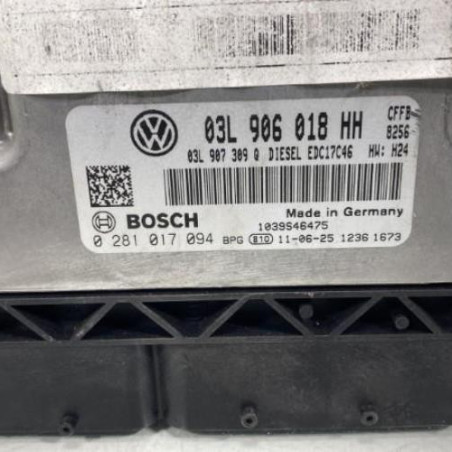 03L 906 018 HH CFFB
03L 907 309 Q DIESEL EDC17C46 HW: H24 8256-
BOSCH Made in Germany
1039S46475
0 281 017 094 BPG B10 11-06-25 1236 1673